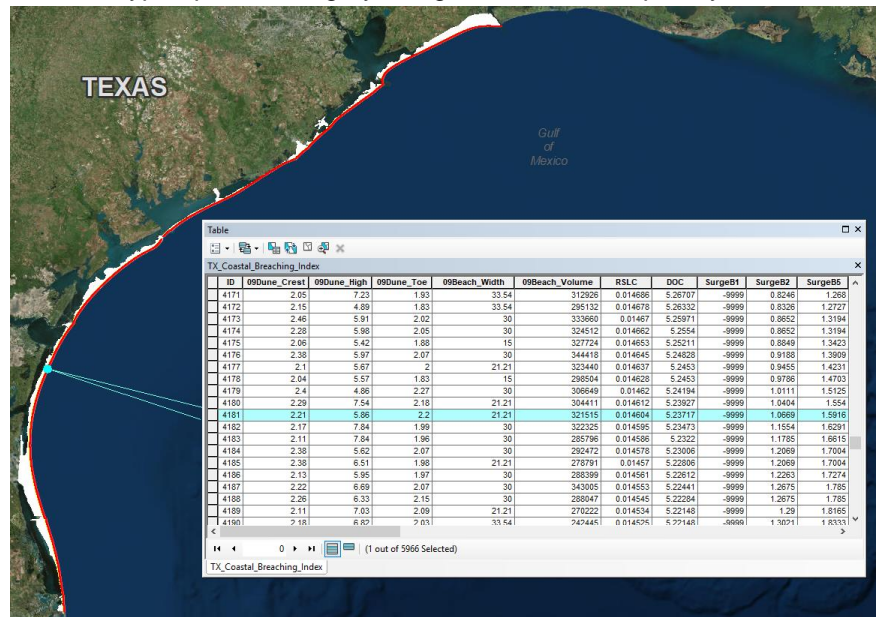 TEXAS
Gulf
of
Mexico
Table
TX_Coastal_Breaching_Index
ID 09Dune_Crest 09Dune_High 09Dune_Toe 09Beach_Width 09Beach_Volume RSLC DOC SurgeB1 SurgeB2 SurgeB5
4171 2.05 7.23 1.93 33.54 312926 0.014686 5.26707 -9999 0.8246 1.268
4172 2.15 4.89 1.83 33.54 295132 0.014678 5.26332 -9999 0.8326 1.2727
4173 2.46 5.91 2.02 30 333660 0.01467 5.25971 -9999 0.8652 1.3194
4174 2.28 5.98 2.05 30 324512 0.014662 5.2554 -9999 0.8652 1.3194
4175 2.06 5.42 1.88 15 327724 0.014653 5.25211 -9999 0.8849 1.3423
4176 2.38 5.97 2.07 30 344418 0.014645 5.24828 -9999 0.9188 1.3909
4177 2.1 5.67 2 21.21 323440 0.014637 5.2453 -9999 0.9455 1.4231
4178 2.04 5.57 1.83 15 298504 0.014628 5.2453 -9999 0.9786 1.4703
4179 2.4 4.86 2.27 30 306649 0.01462 5.24194 -9999 1.0111 1.5125
4180 2.29 7.54 2.18 21.21 304411 0.014612 5.23927 -9999 1.0404 1.554
4181 2.21 5.86 2.2 21.21 321515 0.014604 5.23717 -9999 1.0669 1.5916
4182 2.17 7.84 1.99 30 322325 0.014595 5.23473 -9999 1.1554 1.6291
4183 2.11 7.84 1.96 30 285796 0.014586 5.2322 -9999 1.1785 1.6615
4184 2.38 5.62 2.07 30 292472 0.014578 5.23006 -9999 1.2069 1.7004
4185 2.38 6.51 1.98 21.21 278791 0.01457 5.22806 -9999 1.2069 1.7004
4186 2.13 5.95 1.97 30 288399 0.014561 5.22612 -9999 1.2263 1.7274
4187 2.22 6.69 2.07 30 343005 0.014553 5.22441 -9999 1.2675 1.785
4188 2.26 6.33 2.15 30 288047 0.014545 5.22284 -9999 1.2675 1.785
4189 2.11 7.03 2.09 21.21 270222 0.014534 5.22148 -9999 1.29 1.8165
4190 2.18 6.82 2.03 33.54 242445 0.014525 5.22148 -9999 1.3021 1.8333
0 (1 out of 5966 Selected)
TX_Coastal_Breaching_Index